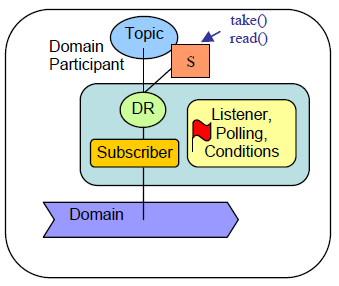 Topic
take()
read()
Domain
Participant
S
DR
Listener,
Polling,
Conditions
Subscriber
Domain